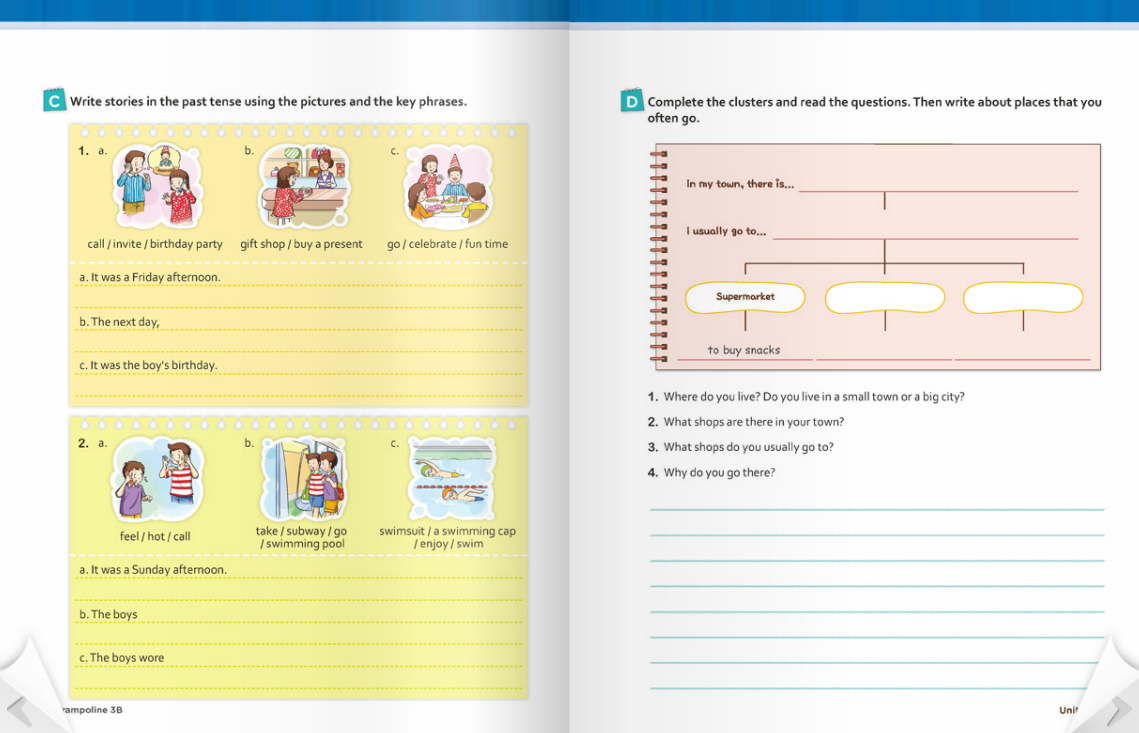 C Write stories in the past tense using the pictures and the key phrases.
1. a. b. c.
call / invite / birthday party gift shop / buy a present go / celebrate / fun time
a. It was a Friday afternoon.
b. The next day,
c. It was the boy's birthday.
2. a. b. c.
feel / hot / call
take / subway / go
/ swimming pool
swimsuit / a swimming cap
/ enjoy / swim
a. It was a Sunday afternoon.
b. The boys
c. The boys wore
rampoline 3B
D Complete the clusters and read the questions. Then write about places that you
often go.
In my town, there is...
I usually go to...
Supermarket
to buy snacks
1. Where do you live? Do you live in a small town or a big city?
2. What shops are there in your town?
3. What shops do you usually go to?
4. Why do you go there?
Unit